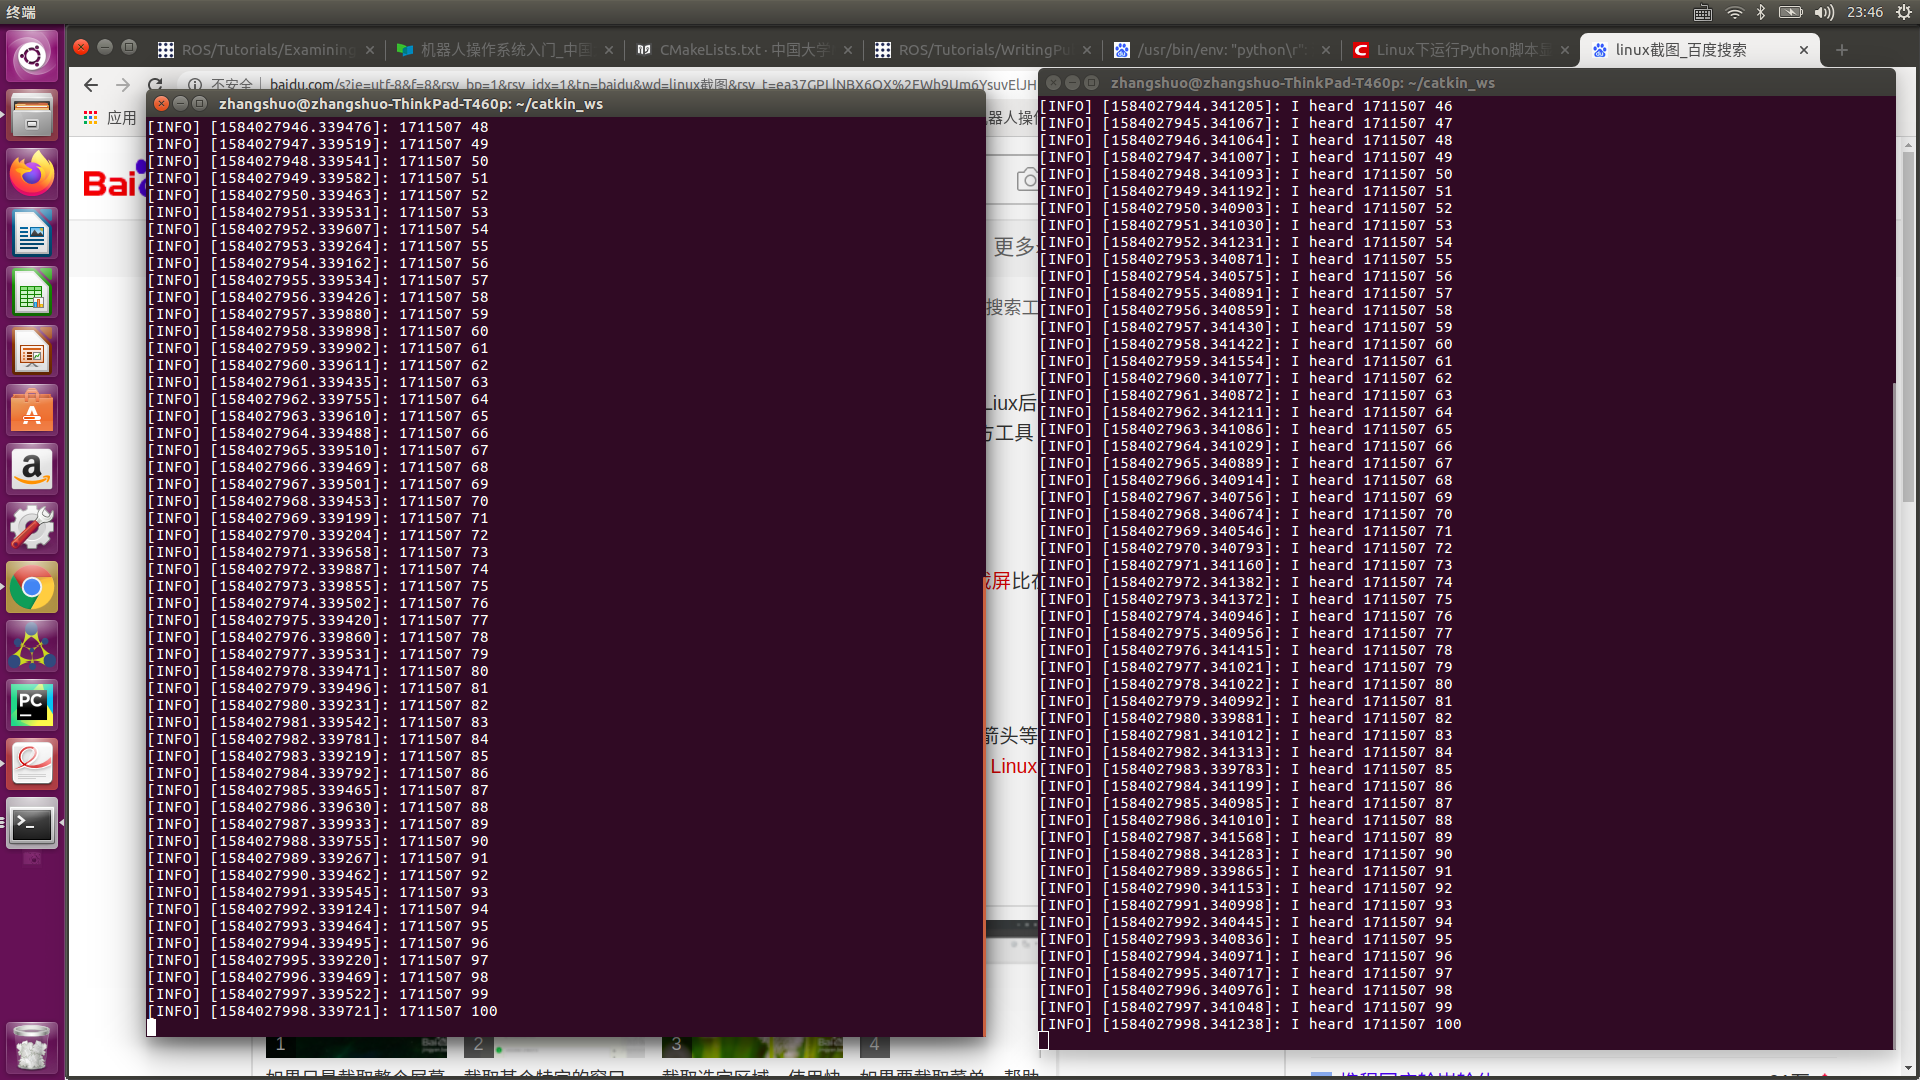 终端
23:46
ROS/Tutorials/Examining
机器人操作系统入门_中国
CMakeLists.txt · 中国大学
ROS/Tutorials/WritingPu
/usr/bin/env: "python\r":
Linux下运行Python脚本显
linux截图_百度搜索
不安全
baidu.com/s?ie=utf-8&f=8&rsv_bp=1&rsv_idx=1&tn=baidu&wd=linux截图&rsv_t=ea37GPLlNBX6OX%2FWh9Um6YsuvElJH
应用
zhangshuo@zhangshuo-ThinkPad-T460p: ~/catkin_ws
[INFO] [1584027946.339476]: 1711507 48
[INFO] [1584027947.339519]: 1711507 49
[INFO] [1584027948.339541]: 1711507 50
[INFO] [1584027949.339582]: 1711507 51
[INFO] [1584027950.339463]: 1711507 52
[INFO] [1584027951.339531]: 1711507 53
[INFO] [1584027952.339607]: 1711507 54
[INFO] [1584027953.339264]: 1711507 55
[INFO] [1584027954.339162]: 1711507 56
[INFO] [1584027955.339534]: 1711507 57
[INFO] [1584027956.339426]: 1711507 58
[INFO] [1584027957.339880]: 1711507 59
[INFO] [1584027958.339898]: 1711507 60
[INFO] [1584027959.339902]: 1711507 61
[INFO] [1584027960.339611]: 1711507 62
[INFO] [1584027961.339435]: 1711507 63
[INFO] [1584027962.339755]: 1711507 64
[INFO] [1584027963.339610]: 1711507 65
[INFO] [1584027964.339488]: 1711507 66
[INFO] [1584027965.339510]: 1711507 67
[INFO] [1584027966.339469]: 1711507 68
[INFO] [1584027967.339501]: 1711507 69
[INFO] [1584027968.339453]: 1711507 70
[INFO] [1584027969.339199]: 1711507 71
[INFO] [1584027970.339204]: 1711507 72
[INFO] [1584027971.339658]: 1711507 73
[INFO] [1584027972.339887]: 1711507 74
[INFO] [1584027973.339855]: 1711507 75
[INFO] [1584027974.339502]: 1711507 76
[INFO] [1584027975.339420]: 1711507 77
[INFO] [1584027976.339860]: 1711507 78
[INFO] [1584027977.339531]: 1711507 79
[INFO] [1584027978.339471]: 1711507 80
[INFO] [1584027979.339496]: 1711507 81
[INFO] [1584027980.339231]: 1711507 82
[INFO] [1584027981.339542]: 1711507 83
[INFO] [1584027982.339781]: 1711507 84
[INFO] [1584027983.339219]: 1711507 85
[INFO] [1584027984.339792]: 1711507 86
[INFO] [1584027985.339465]: 1711507 87
[INFO] [1584027986.339630]: 1711507 88
[INFO] [1584027987.339933]: 1711507 89
[INFO] [1584027988.339755]: 1711507 90
[INFO] [1584027989.339267]: 1711507 91
[INFO] [1584027990.339462]: 1711507 92
[INFO] [1584027991.339545]: 1711507 93
[INFO] [1584027992.339124]: 1711507 94
[INFO] [1584027993.339464]: 1711507 95
[INFO] [1584027994.339495]: 1711507 96
[INFO] [1584027995.339220]: 1711507 97
[INFO] [1584027996.339469]: 1711507 98
[INFO] [1584027997.339522]: 1711507 99
[INFO] [1584027998.339721]: 1711507 100
zhangshuo@zhangshuo-ThinkPad-T460p: ~/catkin_ws
[INFO] [1584027944.341205]: I heard 1711507 46
[INFO] [1584027945.341067]: I heard 1711507 47
[INFO] [1584027946.341064]: I heard 1711507 48
[INFO] [1584027947.341007]: I heard 1711507 49
[INFO] [1584027948.341093]: I heard 1711507 50
[INFO] [1584027949.341192]: I heard 1711507 51
[INFO] [1584027950.340903]: I heard 1711507 52
[INFO] [1584027951.341030]: I heard 1711507 53
[INFO] [1584027952.341231]: I heard 1711507 54
[INFO] [1584027953.340871]: I heard 1711507 55
[INFO] [1584027954.340575]: I heard 1711507 56
[INFO] [1584027955.340891]: I heard 1711507 57
[INFO] [1584027956.340859]: I heard 1711507 58
[INFO] [1584027957.341430]: I heard 1711507 59
[INFO] [1584027958.341422]: I heard 1711507 60
[INFO] [1584027959.341554]: I heard 1711507 61
[INFO] [1584027960.341077]: I heard 1711507 62
[INFO] [1584027961.340872]: I heard 1711507 63
[INFO] [1584027962.341211]: I heard 1711507 64
[INFO] [1584027963.341086]: I heard 1711507 65
[INFO] [1584027964.341029]: I heard 1711507 66
[INFO] [1584027965.340889]: I heard 1711507 67
[INFO] [1584027966.340914]: I heard 1711507 68
[INFO] [1584027967.340756]: I heard 1711507 69
[INFO] [1584027968.340674]: I heard 1711507 70
[INFO] [1584027969.340546]: I heard 1711507 71
[INFO] [1584027970.340793]: I heard 1711507 72
[INFO] [1584027971.341160]: I heard 1711507 73
[INFO] [1584027972.341382]: I heard 1711507 74
[INFO] [1584027973.341372]: I heard 1711507 75
[INFO] [1584027974.340946]: I heard 1711507 76
[INFO] [1584027975.340956]: I heard 1711507 77
[INFO] [1584027976.341415]: I heard 1711507 78
[INFO] [1584027977.341021]: I heard 1711507 79
[INFO] [1584027978.341022]: I heard 1711507 80
[INFO] [1584027979.340992]: I heard 1711507 81
[INFO] [1584027980.339881]: I heard 1711507 82
[INFO] [1584027981.341012]: I heard 1711507 83
[INFO] [1584027982.341313]: I heard 1711507 84
[INFO] [1584027983.339783]: I heard 1711507 85
[INFO] [1584027984.341199]: I heard 1711507 86
[INFO] [1584027985.340985]: I heard 1711507 87
[INFO] [1584027986.341010]: I heard 1711507 88
[INFO] [1584027987.341568]: I heard 1711507 89
[INFO] [1584027988.341283]: I heard 1711507 90
[INFO] [1584027989.339865]: I heard 1711507 91
[INFO] [1584027990.341153]: I heard 1711507 92
[INFO] [1584027991.340998]: I heard 1711507 93
[INFO] [1584027992.340445]: I heard 1711507 94
[INFO] [1584027993.340836]: I heard 1711507 95
[INFO] [1584027994.340971]: I heard 1711507 96
[INFO] [1584027995.340717]: I heard 1711507 97
[INFO] [1584027996.340976]: I heard 1711507 98
[INFO] [1584027997.341048]: I heard 1711507 99
[INFO] [1584027998.341238]: I heard 1711507 100
Bai
器人操作
更多
搜索工
Liux后
方工具
屏比在
箭头等
Linux
1
2
3
4
PC